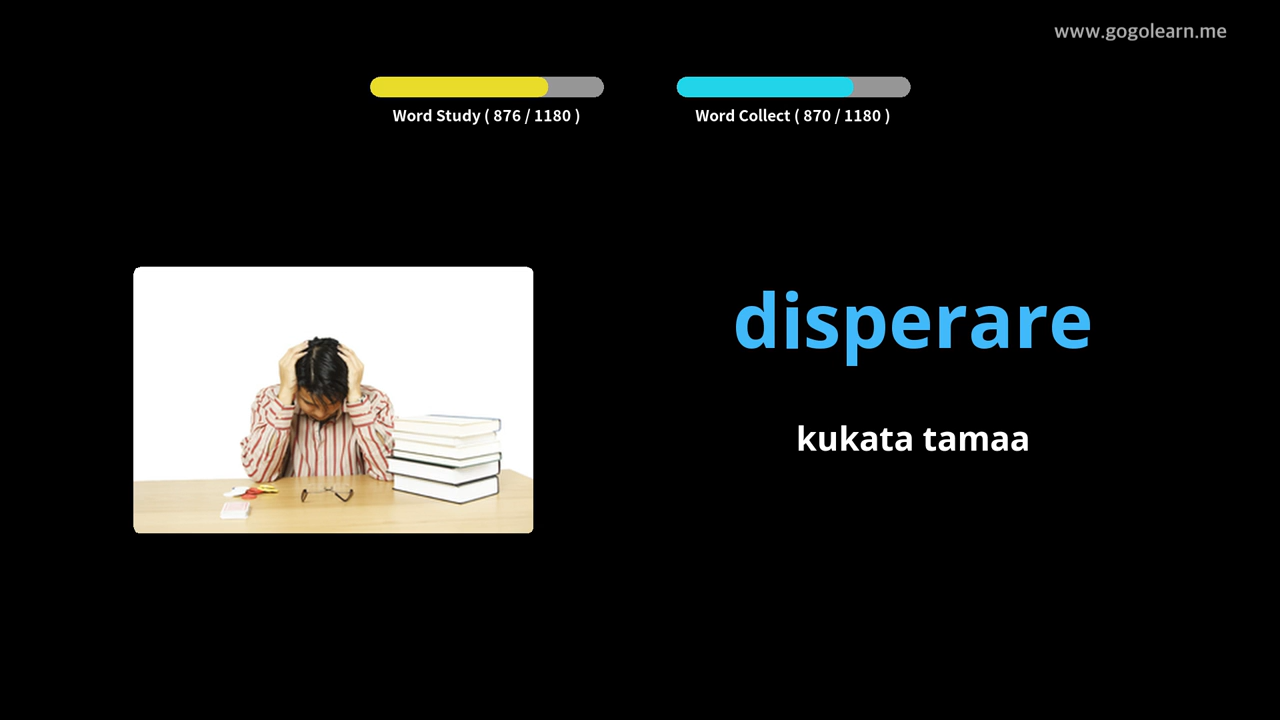 www.gogolearn.me
Word Study ( 876 / 1180 )
Word Collect ( 870 / 1180 )
disperare
kukata tamaa